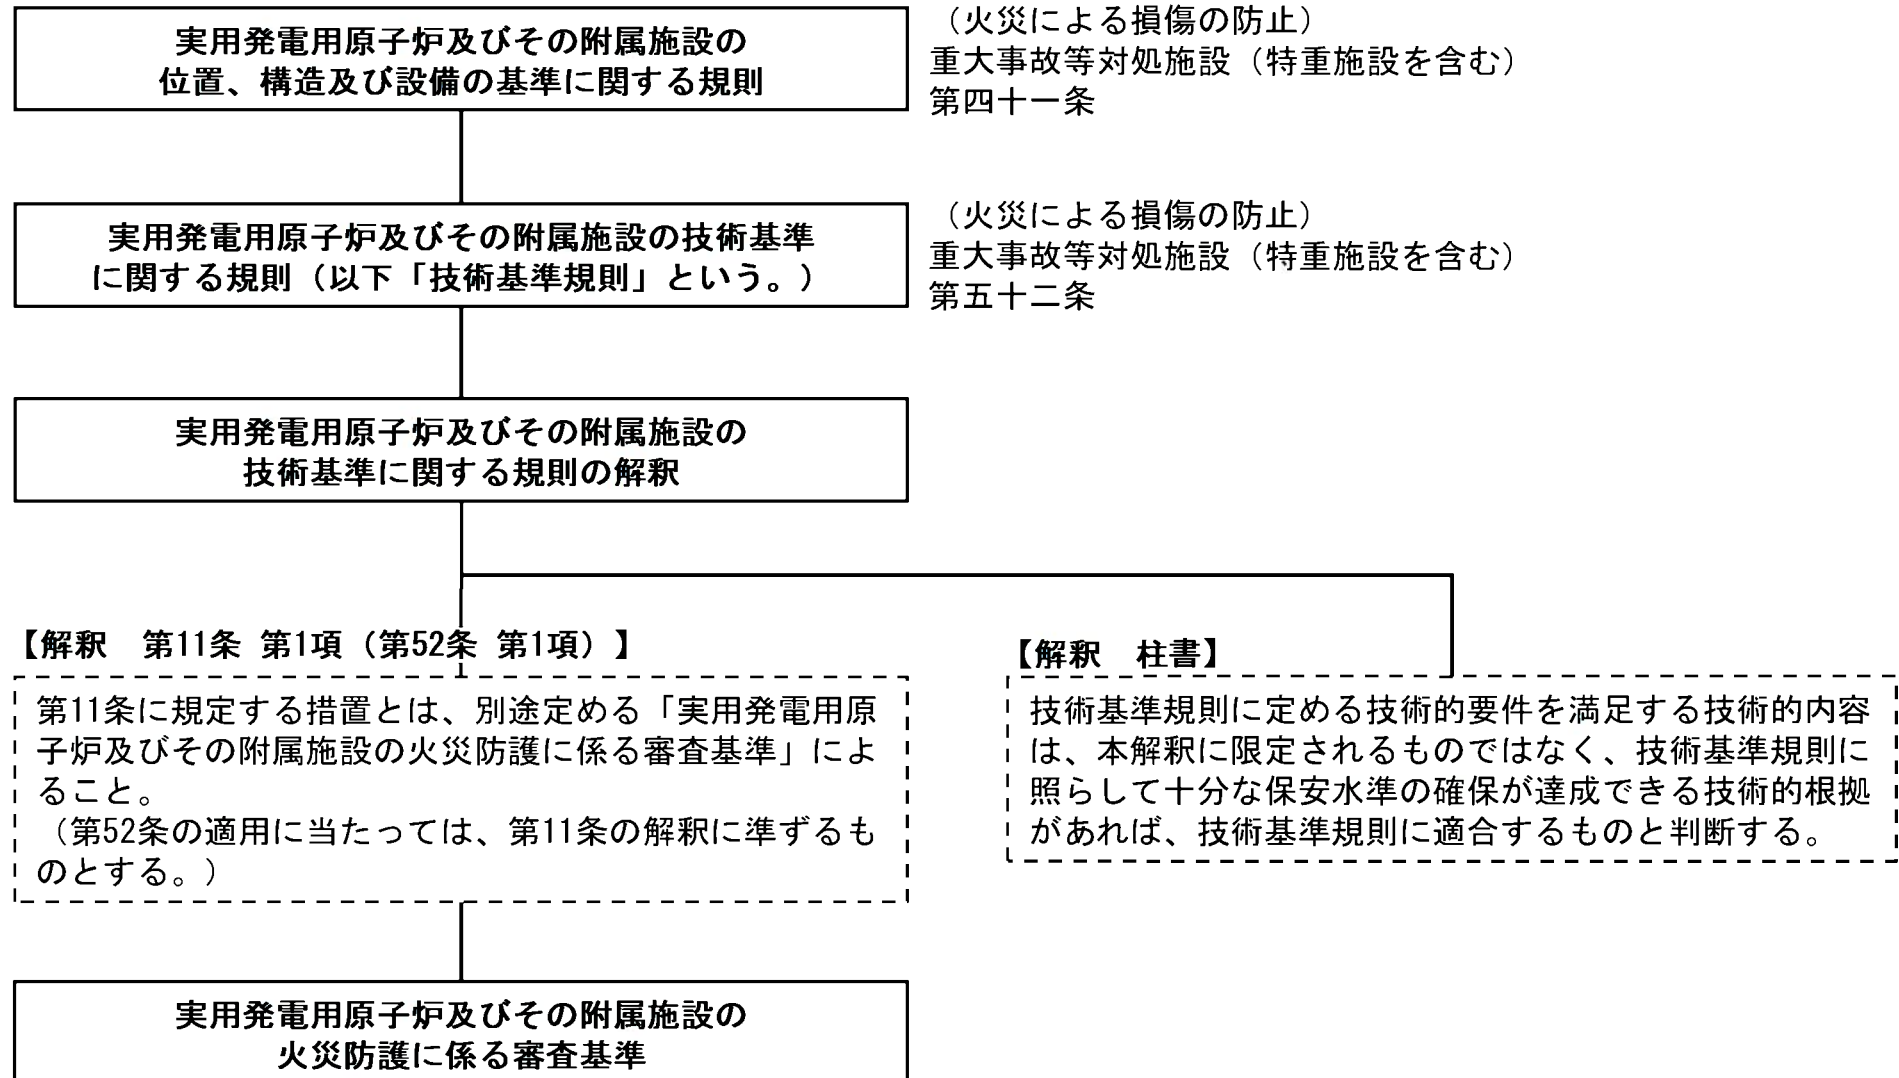 実用発電用原子炉及びその附属施設の
位置、構造及び設備の基準に関する規則
（火災による損傷の防止）
重大事故等対処施設（特重施設を含む）
第四十一条
実用発電用原子炉及びその附属施設の技術基準
に関する規則（以下「技術基準規則」という。）
（火災による損傷の防止）
重大事故等対処施設（特重施設を含む）
第五十二条
実用発電用原子炉及びその附属施設の
技術基準に関する規則の解釈
【解釈　第11条 第1項（第52条 第1項）】
第11条に規定する措置とは、別途定める「実用発電用原
子炉及びその附属施設の火災防護に係る審査基準」によ
ること。
（第52条の適用に当たっては、第11条の解釈に準ずるも
のとする。）
【解釈　柱書】
技術基準規則に定める技術的要件を満足する技術的内容
は、本解釈に限定されるものではなく、技術基準規則に
照らして十分な保安水準の確保が達成できる技術的根拠
があれば、技術基準規則に適合するものと判断する。
実用発電用原子炉及びその附属施設の
火災防護に係る審査基準